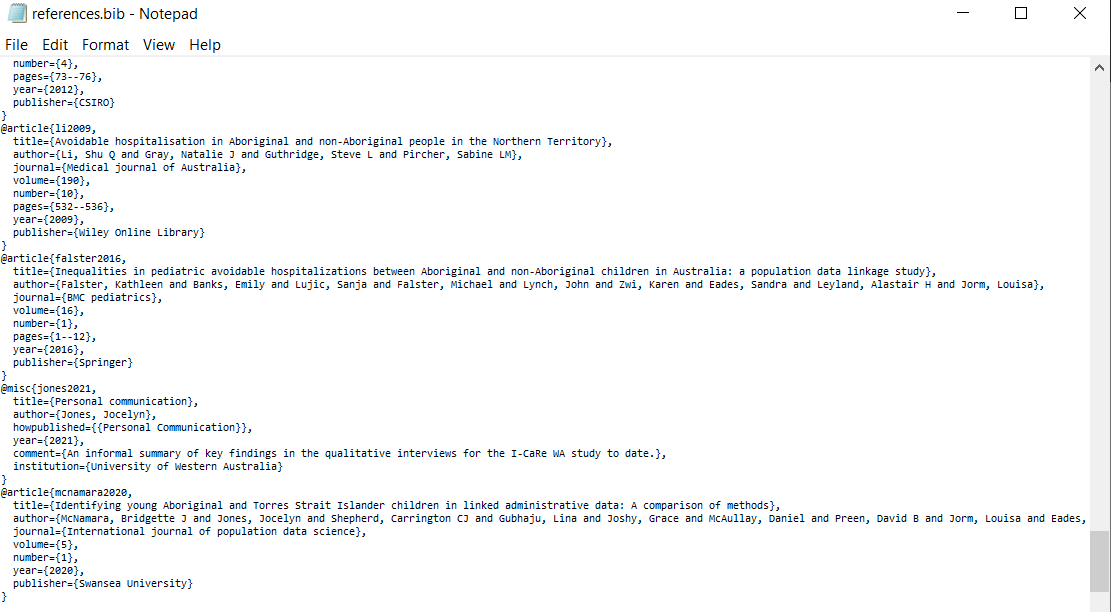 references.bib - Notepad
File Edit Format View Help
  number={4},
  pages={73--76},
  year={2012},
  publisher={CSIRO}
}
@article{li2009,
  title={Avoidable hospitalisation in Aboriginal and non-Aboriginal people in the Northern Territory},
  author={Li, Shu Q and Gray, Natalie J and Guthridge, Steve L and Pircher, Sabine LM},
  journal={Medical journal of Australia},
  volume={190},
  number={10},
  pages={532--536},
  year={2009},
  publisher={Wiley Online Library}
}
@article{falster2016,
  title={Inequalities in pediatric avoidable hospitalizations between Aboriginal and non-Aboriginal children in Australia: a population data linkage study},
  author={Falster, Kathleen and Banks, Emily and Lujic, Sanja and Falster, Michael and Lynch, John and Zwi, Karen and Eades, Sandra and Leyland, Alastair H and Jorm, Louisa},
  journal={BMC pediatrics},
  volume={16},
  number={1},
  pages={1--12},
  year={2016},
  publisher={Springer}
}
@misc{jones2021,
  title={Personal communication},
  author={Jones, Jocelyn},
  howpublished={{Personal Communication}},
  year={2021},
  comment={An informal summary of key findings in the qualitative interviews for the I-CaRe WA study to date.},
  institution={University of Western Australia}
}
@article{mcnamara2020,
  title={Identifying young Aboriginal and Torres Strait Islander children in linked administrative data: A comparison of methods},
  author={McNamara, Bridgette J and Jones, Jocelyn and Shepherd, Carrington CJ and Gubhaju, Lina and Joshy, Grace and McAullay, Daniel and Preen, David B and Jorm, Louisa and Eades,
  journal={International journal of population data science},
  volume={5},
  number={1},
  year={2020},
  publisher={Swansea University}
}